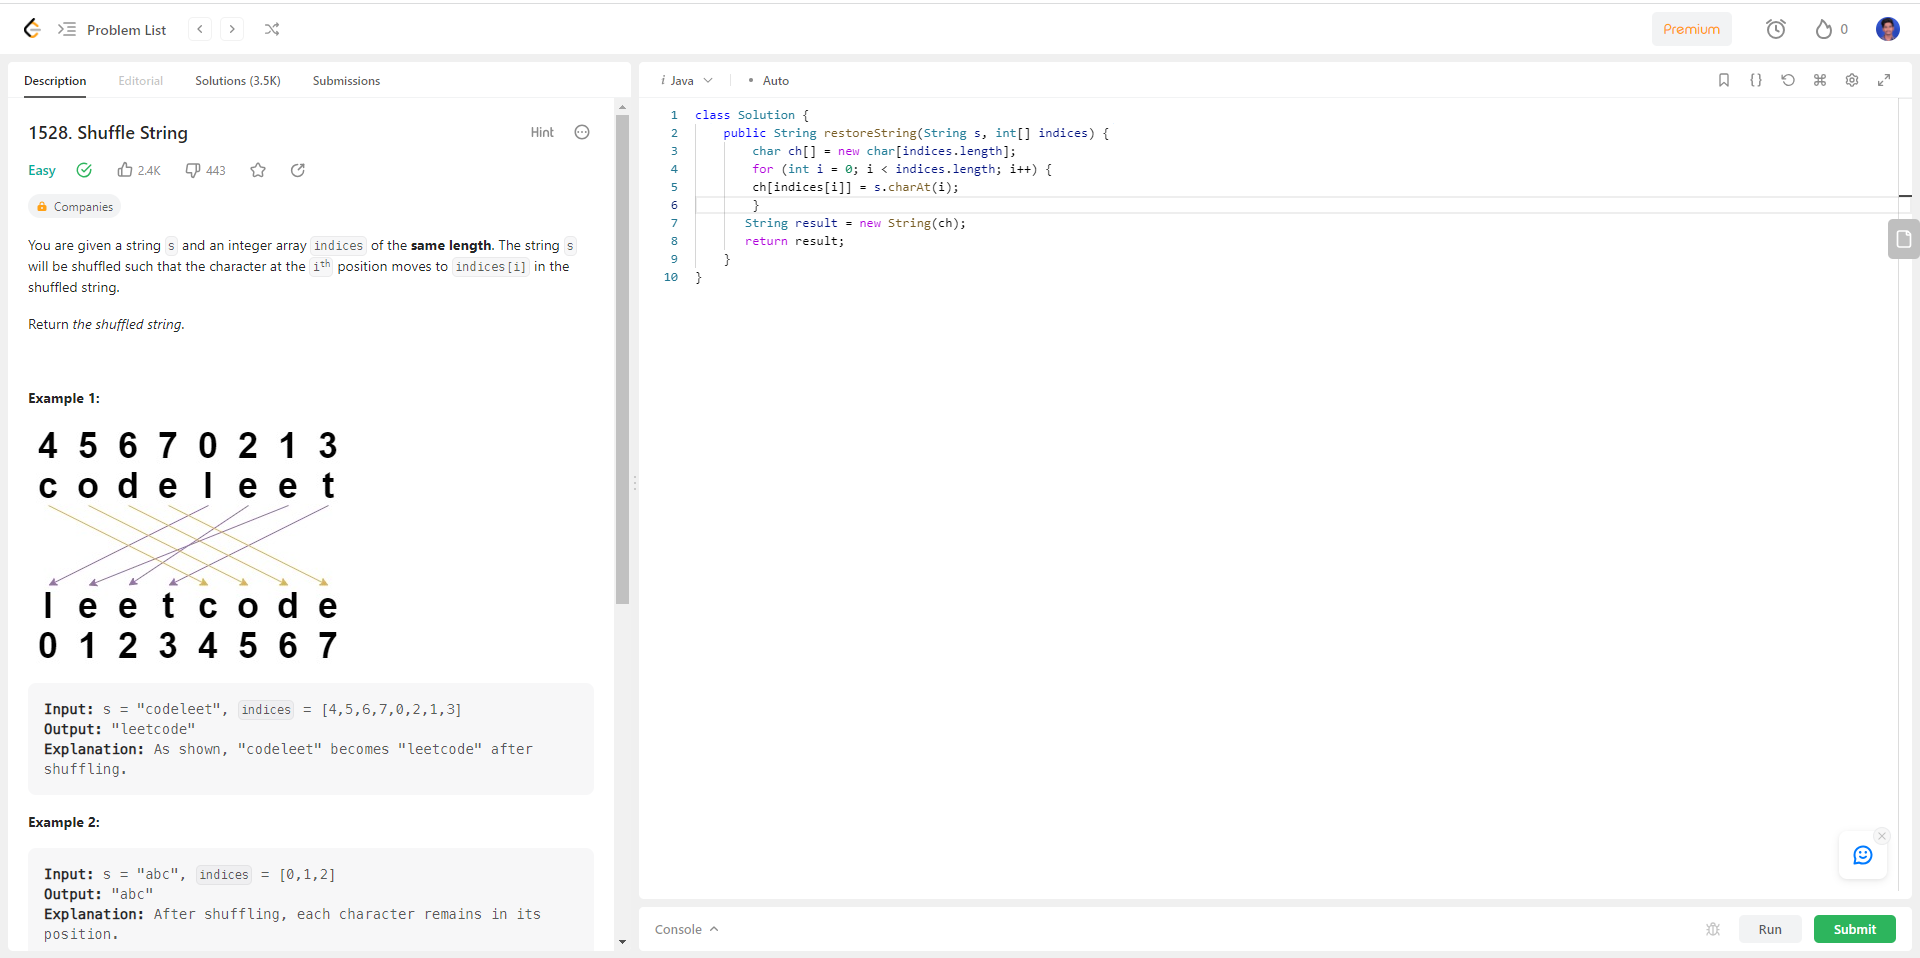 Problem List
Premium
0
Description Editorial Solutions (3.5K) Submissions
1528. Shuffle String
Hint
Easy 2.4K 443
Companies
You are given a string s and an integer array indices of the same length. The string s
will be shuffled such that the character at the ith position moves to indices[i] in the
shuffled string.
Return the shuffled string.
Example 1:
4 5 6 7 0 2 1 3
c o d e l e e t
l e e t c o d e
0 1 2 3 4 5 6 7
Input: s = "codeleet", indices = [4,5,6,7,0,2,1,3]
Output: "leetcode"
Explanation: As shown, "codeleet" becomes "leetcode" after
shuffling.
Example 2:
Input: s = "abc", indices = [0,1,2]
Output: "abc"
Explanation: After shuffling, each character remains in its
position.
i Java • Auto
1 class Solution {
2 public String restoreString(String s, int[] indices) {
3 char ch[] = new char[indices.length];
4 for (int i = 0; i < indices.length; i++) {
5 ch[indices[i]] = s.charAt(i);
6 }
7 String result = new String(ch);
8 return result;
9 }
10 }
Console
Run
Submit